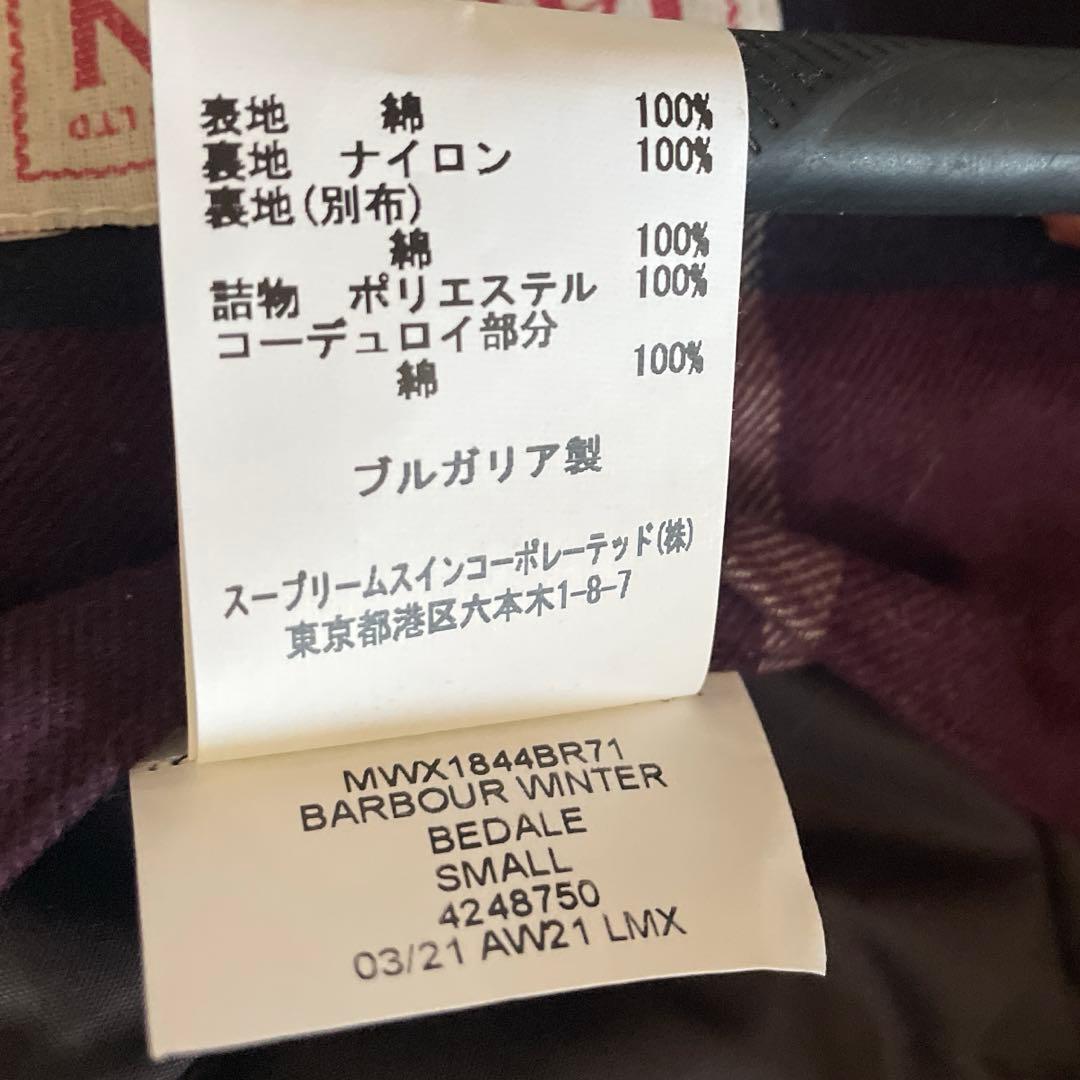 LTD
表地 綿 100%
裏地 ナイロン 100%
裏地(別布)
綿 100%
詰物 ポリエステル 100%
コーデュロイ部分
綿 100%
ブルガリア製
スープリームスインコーポレーテッド(株)
東京都港区六本木1-8-7
MWX1844BR71
BARBOUR WINTER
BEDALE
SMALL
4248750
03/21 AW21 LMX